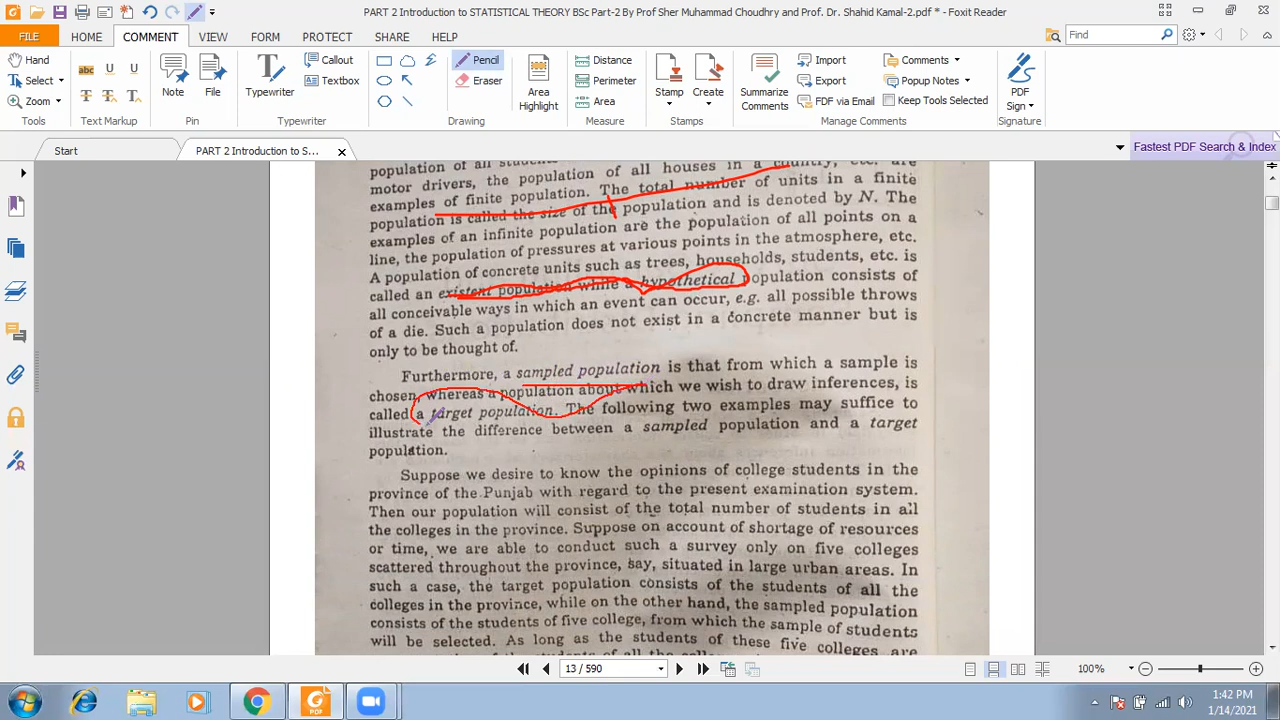 PART 2 Introduction to STATISTICAL THEORY BSc Part-2 By Prof Sher Muhammad Chaudhry and Prof. Dr. Shahid Kamal-2.pdf * - Foxit Reader
FILE HOME COMMENT VIEW FORM PROTECT SHARE HELP Find
Hand Select Zoom Tools
abc U U T T T Text Markup
Note File
Typewriter Callout Textbox Typewriter
Pencil Eraser Drawing
Area Highlight
Distance Perimeter Area Measure
Stamp Create Stamps
Summarize Comments Import Export FDF via Email Comments Popup Notes Keep Tools Selected Manage Comments
PDF Sign Signature
Start PART 2 Introduction to S... Fastest PDF Search & Index
population of all students
motor drivers, the population of all houses in a country, etc. are
examples of finite population. The total number of units in a finite
population is called the size of the population and is denoted by N. The
examples of an infinite population are the population of all points on a
line, the population of pressures at various points in the atmosphere, etc.
A population of concrete units such as trees, households, students, etc. is
called an existent population while a hypothetical population consists of
all conceivable ways in which an event can occur, e.g. all possible throws
of a die. Such a population does not exist in a concrete manner but is
only to be thought of.
Furthermore, a sampled population is that from which a sample is
chosen, whereas a population about which we wish to draw inferences, is
called a target population. The following two examples may suffice to
illustrate the difference between a sampled population and a target
population.
Suppose we desire to know the opinions of college students in the
province of the Punjab with regard to the present examination system.
Then our population will consist of the total number of students in all
the colleges in the province. Suppose on account of shortage of resources
or time, we are able to conduct such a survey only on five colleges
scattered throughout the province, say, situated in large urban areas. In
such a case, the target population consists of the students of all the
colleges in the province, while on the other hand, the sampled population
consists of the students of five college, from which the sample of students
will be selected. As long as the students of these five colleges are
13 / 590 100%
PDF
1:42 PM
1/14/2021